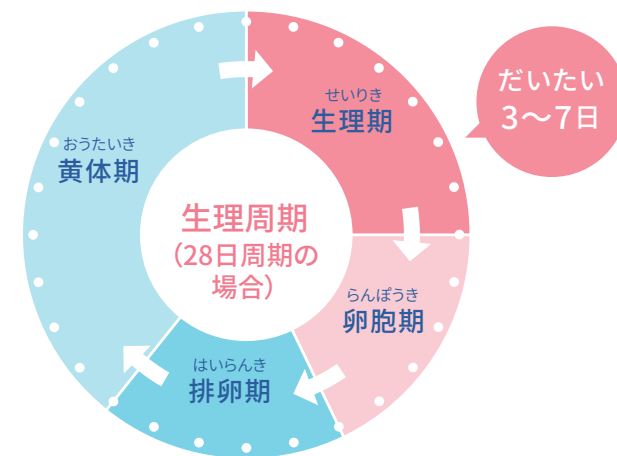 せいりき
生理期
だいたい
3〜7日
おうたいき
黄体期
生理周期
（28日周期の
場合）
らんぽうき
卵胞期
はいらんき
排卵期